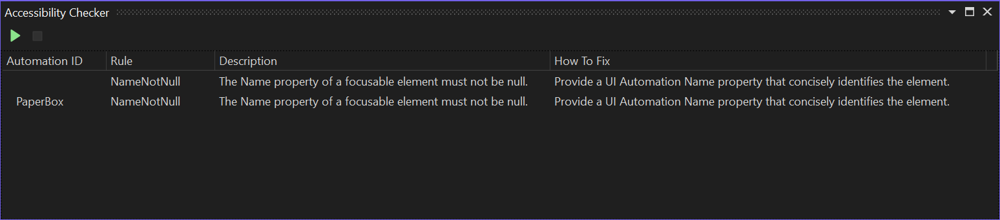 Accessibility Checker
Automation ID Rule Description How To Fix
NameNotNull The Name property of a focusable element must not be null. Provide a UI Automation Name property that concisely identifies the element.
PaperBox NameNotNull The Name property of a focusable element must not be null. Provide a UI Automation Name property that concisely identifies the element.